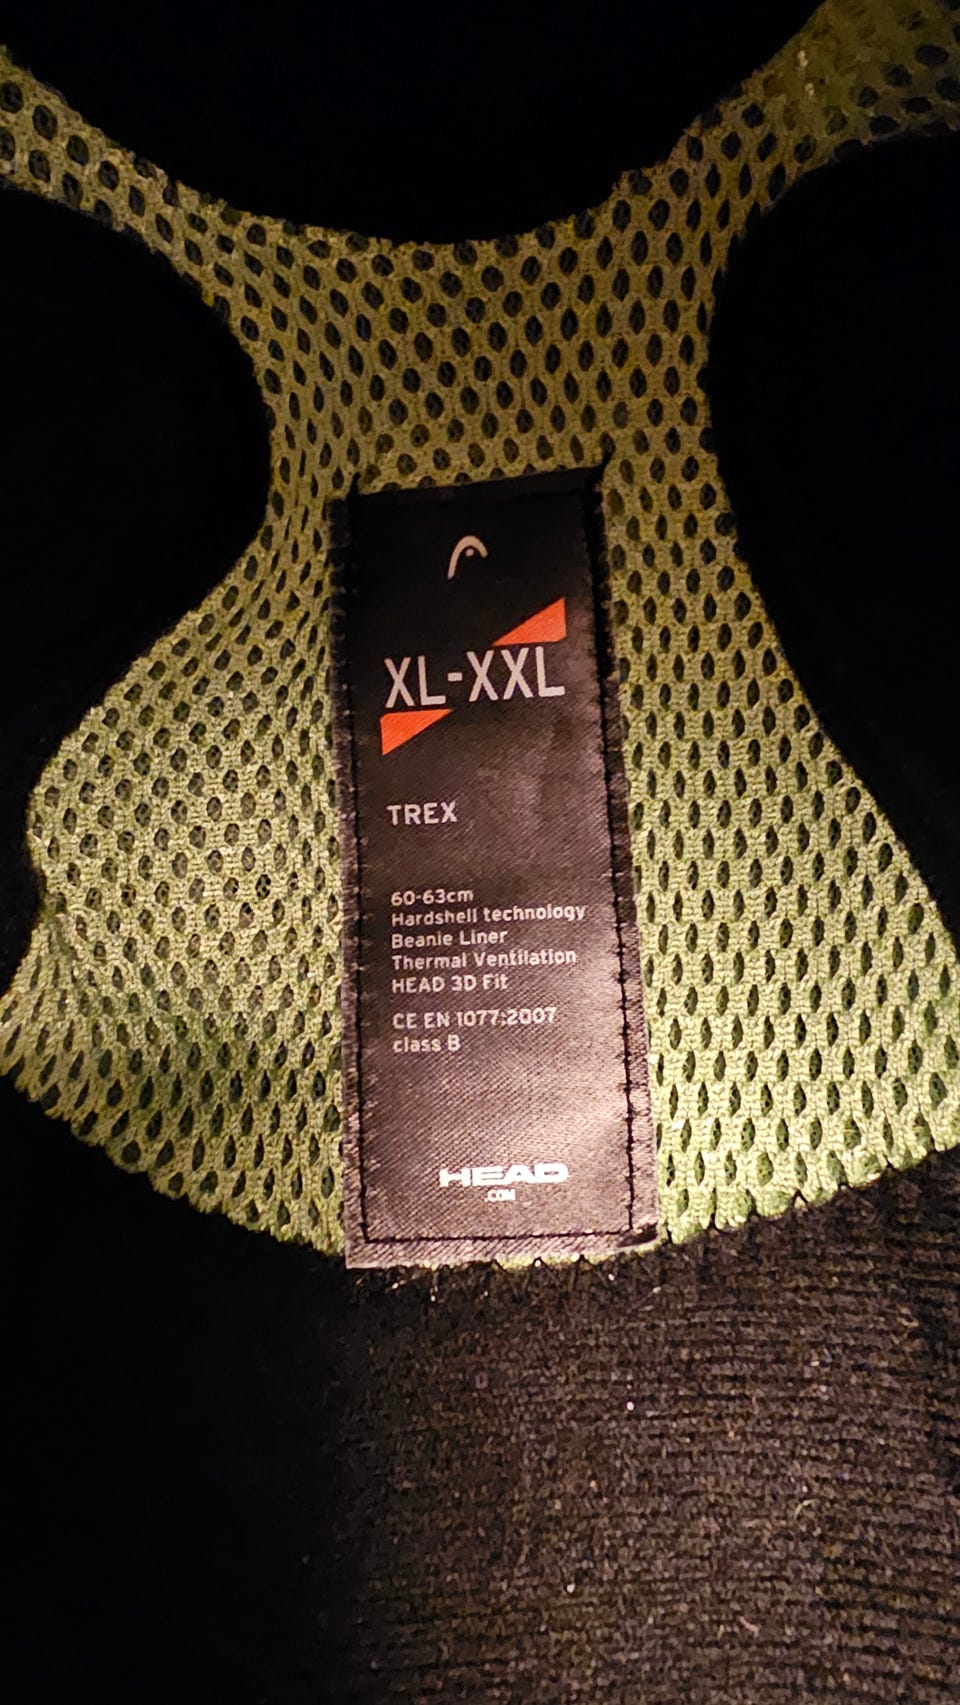 XL-XXL
TREX
60-63cm
Hardshell technology
Beanie Liner
Thermal Ventilation
HEAD 3D Fit
CE EN 1077:2007
class B
HEAD
.COM